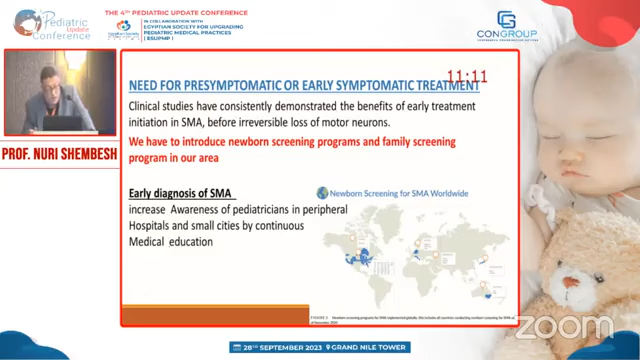 Pediatric
Update
Conference
THE 4TH PEDIATRIC UPDATE CONFERENCE
IN COLLABORATION WITH
EGYPTIAN SOCIETY FOR UPGRADING
PEDIATRIC MEDICAL PRACTICES
(ESUPMP)
CONGROUP
NEED FOR PRESYMPTOMATIC OR EARLY SYMPTOMATIC TREATMENT
11:11
Clinical studies have consistently demonstrated the benefits of early treatment
initiation in SMA, before irreversible loss of motor neurons.
We have to introduce newborn screening programs and family screening
program in our area
PROF. NURI SHEMBESH
Early diagnosis of SMA
increase Awareness of pediatricians in peripheral
Hospitals and small cities by continuous
Medical education
Newborn Screening for SMA Worldwide
zoom
28TH SEPTEMBER 2023 GRAND NILE TOWER